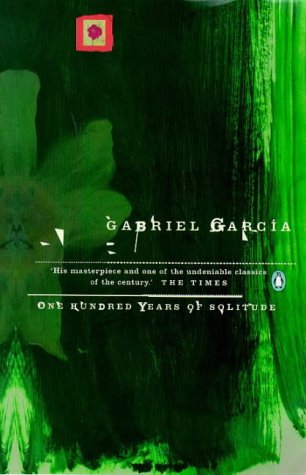 GABRIEL GARCÍA
'His masterpiece and one of the undeniable classics
of the century.' THE TIMES
ONE HUNDRED YEARS OF SOLITUDE